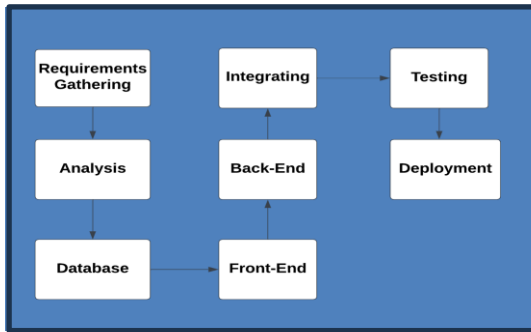 Requirements
Gathering
Analysis
Database
Front-End
Back-End
Integrating
Testing
Deployment